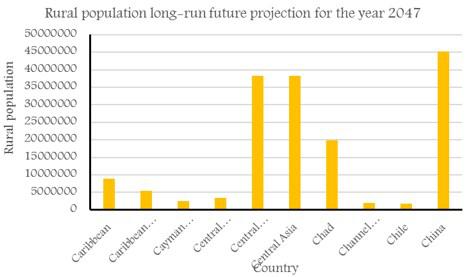 Rural population long-run future projection for the year 2047
50000000
45000000
40000000
35000000
30000000
25000000
20000000
15000000
10000000
5000000
0
Rural population
Caribbean
Caribbean...
Cayman...
Central...
Central...
Central Asia
Chad
Channel...
Chile
China
Country